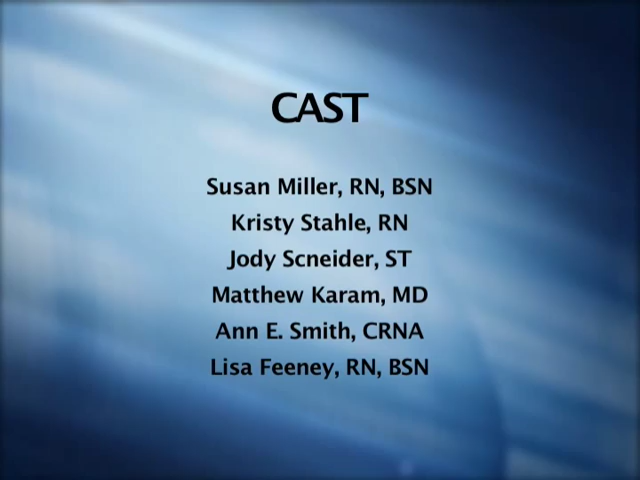 CAST
Susan Miller, RN, BSN
Kristy Stahle, RN
Jody Scneider, ST
Matthew Karam, MD
Ann E. Smith, CRNA
Lisa Feeney, RN, BSN